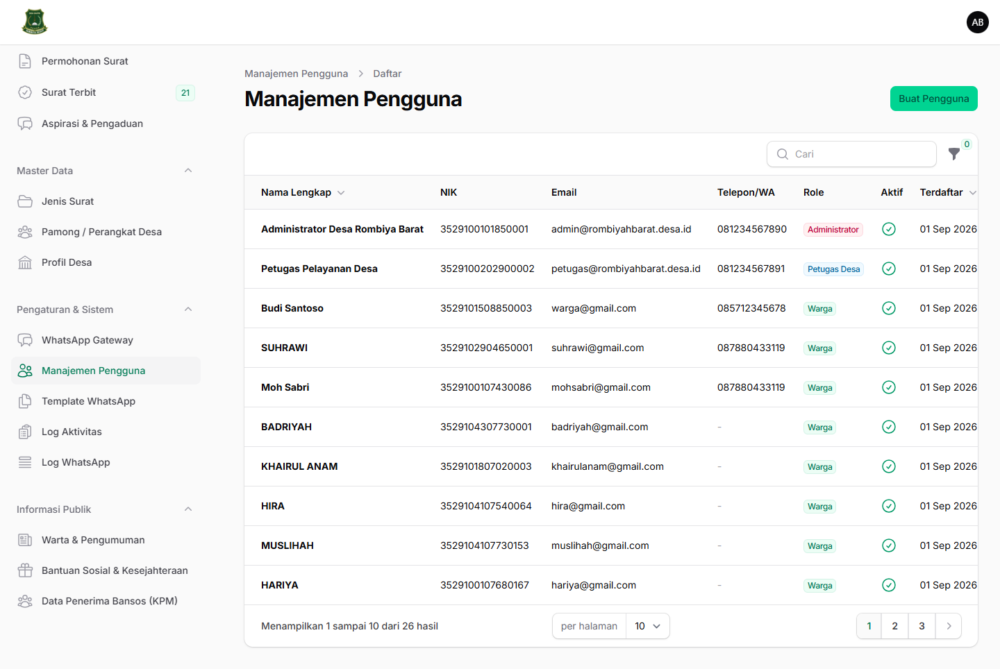 AB
Permohonan Surat
Surat Terbit 21
Aspirasi & Pengaduan
Master Data
Jenis Surat
Pamong / Perangkat Desa
Profil Desa
Pengaturan & Sistem
WhatsApp Gateway
Manajemen Pengguna
Template WhatsApp
Log Aktivitas
Log WhatsApp
Informasi Publik
Warta & Pengumuman
Bantuan Sosial & Kesejahteraan
Data Penerima Bansos (KPM)
Manajemen Pengguna > Daftar
Manajemen Pengguna
Buat Pengguna
Cari 0
Nama Lengkap NIK Email Telepon/WA Role Aktif Terdaftar
Administrator Desa Rombiya Barat 3529100101850001 admin@rombiyahbarat.desa.id 081234567890 Administrator 01 Sep 2026
Petugas Pelayanan Desa 3529100202900002 petugas@rombiyahbarat.desa.id 081234567891 Petugas Desa 01 Sep 2026
Budi Santoso 3529101508850003 warga@gmail.com 085712345678 Warga 01 Sep 2026
SUHRAWI 3529102904650001 suhrawi@gmail.com 087880433119 Warga 01 Sep 2026
Moh Sabri 3529100107430086 mohsabri@gmail.com 087880433119 Warga 01 Sep 2026
BADRIYAH 3529104307730001 badriyah@gmail.com - Warga 01 Sep 2026
KHAIRUL ANAM 3529101807020003 khairulanam@gmail.com - Warga 01 Sep 2026
HIRA 3529104107540064 hira@gmail.com - Warga 01 Sep 2026
MUSLIHAH 3529104107730153 muslihah@gmail.com - Warga 01 Sep 2026
HARIYA 3529100107680167 hariya@gmail.com - Warga 01 Sep 2026
Menampilkan 1 sampai 10 dari 26 hasil per halaman 10 1 2 3